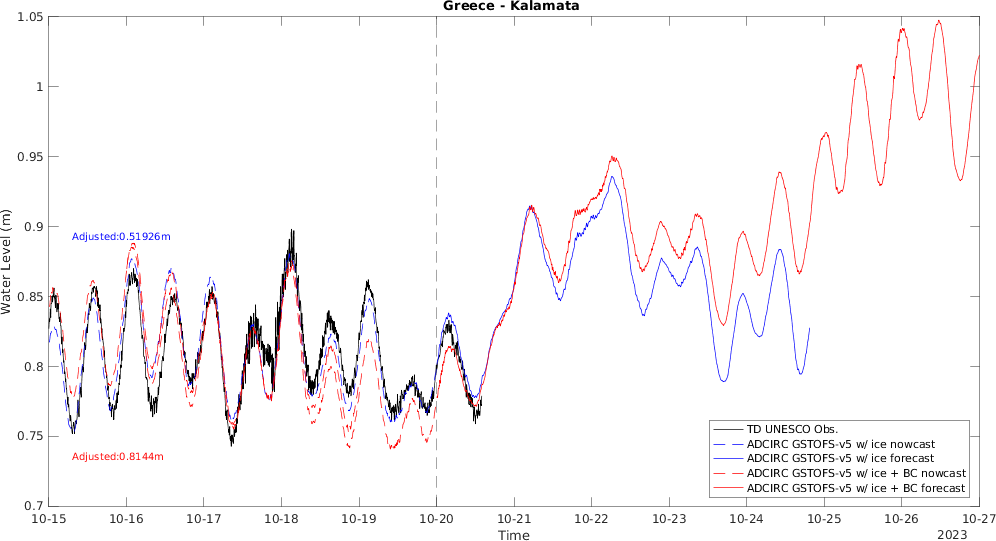 Greece - Kalamata
1.05
1
0.95
0.9
0.85
0.8
0.75
0.7
Water Level (m)
Adjusted:0.51926m
Adjusted:0.8144m
TD UNESCO Obs.
ADCIRC GSTOFS-v5 w/ ice nowcast
ADCIRC GSTOFS-v5 w/ ice forecast
ADCIRC GSTOFS-v5 w/ ice + BC nowcast
ADCIRC GSTOFS-v5 w/ ice + BC forecast
10-15 10-16 10-17 10-18 10-19 10-20 10-21 10-22 10-23 10-24 10-25 10-26 10-27
Time
2023